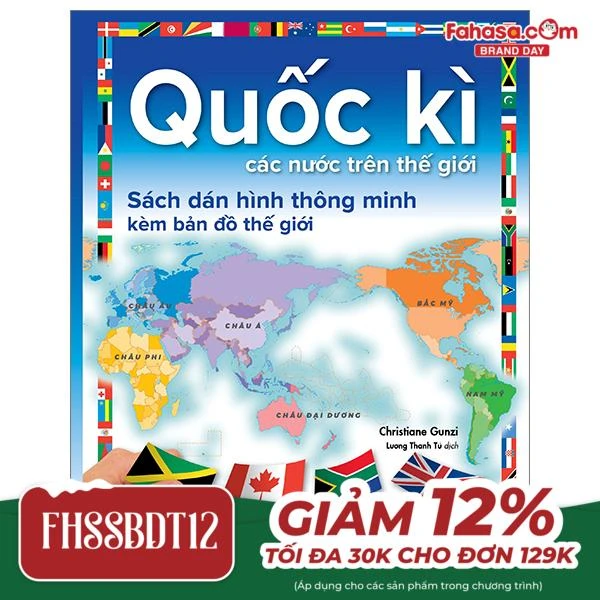 Fahasa.com
BRAND DAY
Quốc kì
các nước trên thế giới
Sách dán hình thông minh
kèm bản đồ thế giới
CHÂU ÂU
CHÂU Á
BẮC MỸ
CHÂU PHI
NAM MỸ
CHÂU ĐẠI DƯƠNG
Christiane Gunzi
Lương Thanh Tú dịch
FHSSBDT12
GIẢM 12%
TỐI ĐA 30K CHO ĐƠN 129K
(Áp dụng cho các sản phẩm trong chương trình)